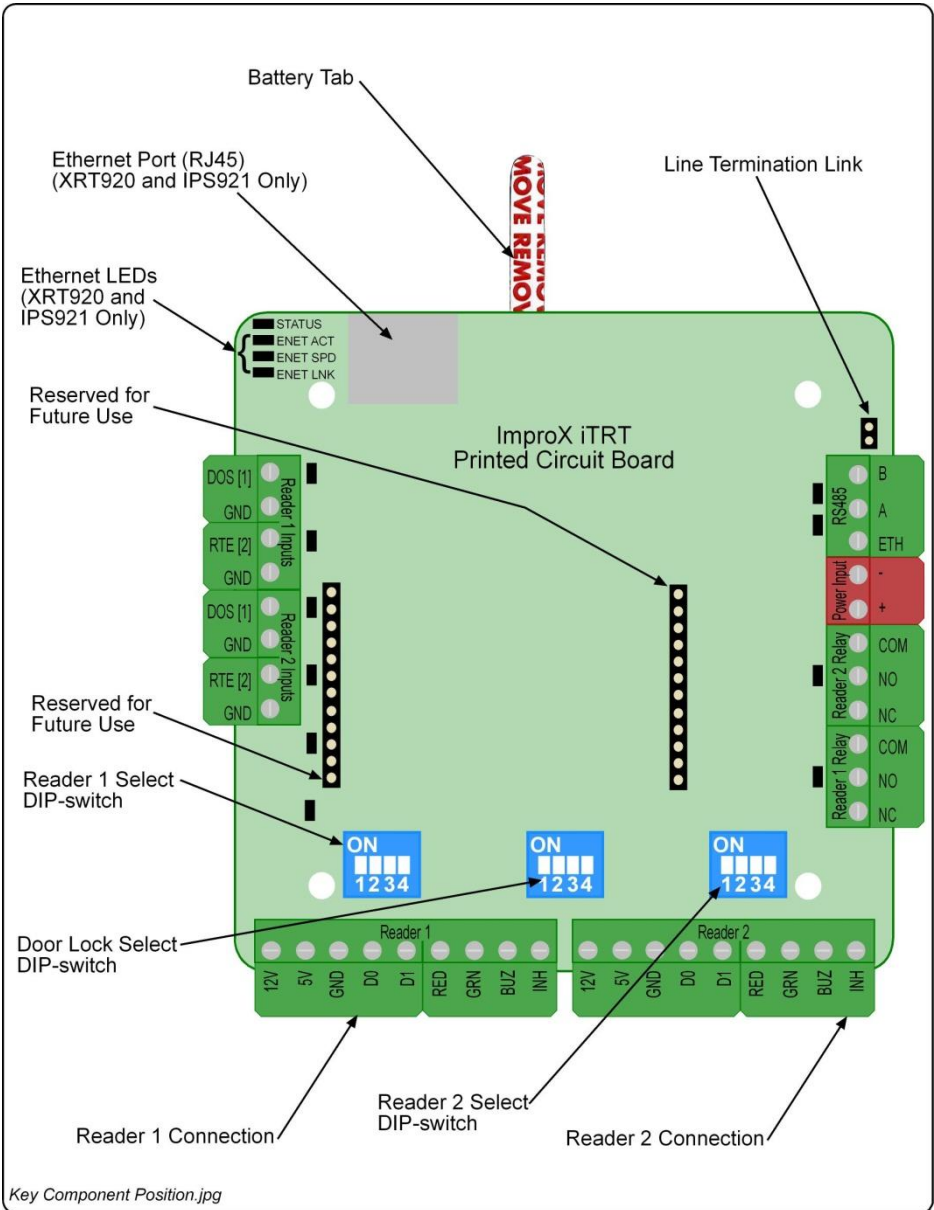 Battery Tab
Ethernet Port (RJ45)
(XRT920 and IPS921 Only)
Line Termination Link
Ethernet LEDs
(XRT920 and
IPS921 Only)
MOVE REMOV
MOVE REMO
STATUS
ENET ACT
ENET SPD
ENET LNK
Reserved for
Future Use
ImproX iTRT
Printed Circuit Board
DOS [1]
GND
RTE [2]
GND
Reader 1 Inputs
DOS [1]
GND
RTE [2]
GND
Reader 2 Inputs
RS485
B
A
ETH
Power Input
-
+
Reader 2 Relay
COM
NO
NC
Reader 1 Relay
COM
NO
NC
Reserved for
Future Use
Reader 1 Select
DIP-switch
ON
1234
ON
1234
ON
1234
Door Lock Select
DIP-switch
Reader 1
12V
5V
GND
D0
D1
RED
GRN
BUZ
INH
Reader 2
12V
5V
GND
D0
D1
RED
GRN
BUZ
INH
Reader 2 Select
DIP-switch
Reader 1 Connection
Reader 2 Connection
Key Component Position.jpg